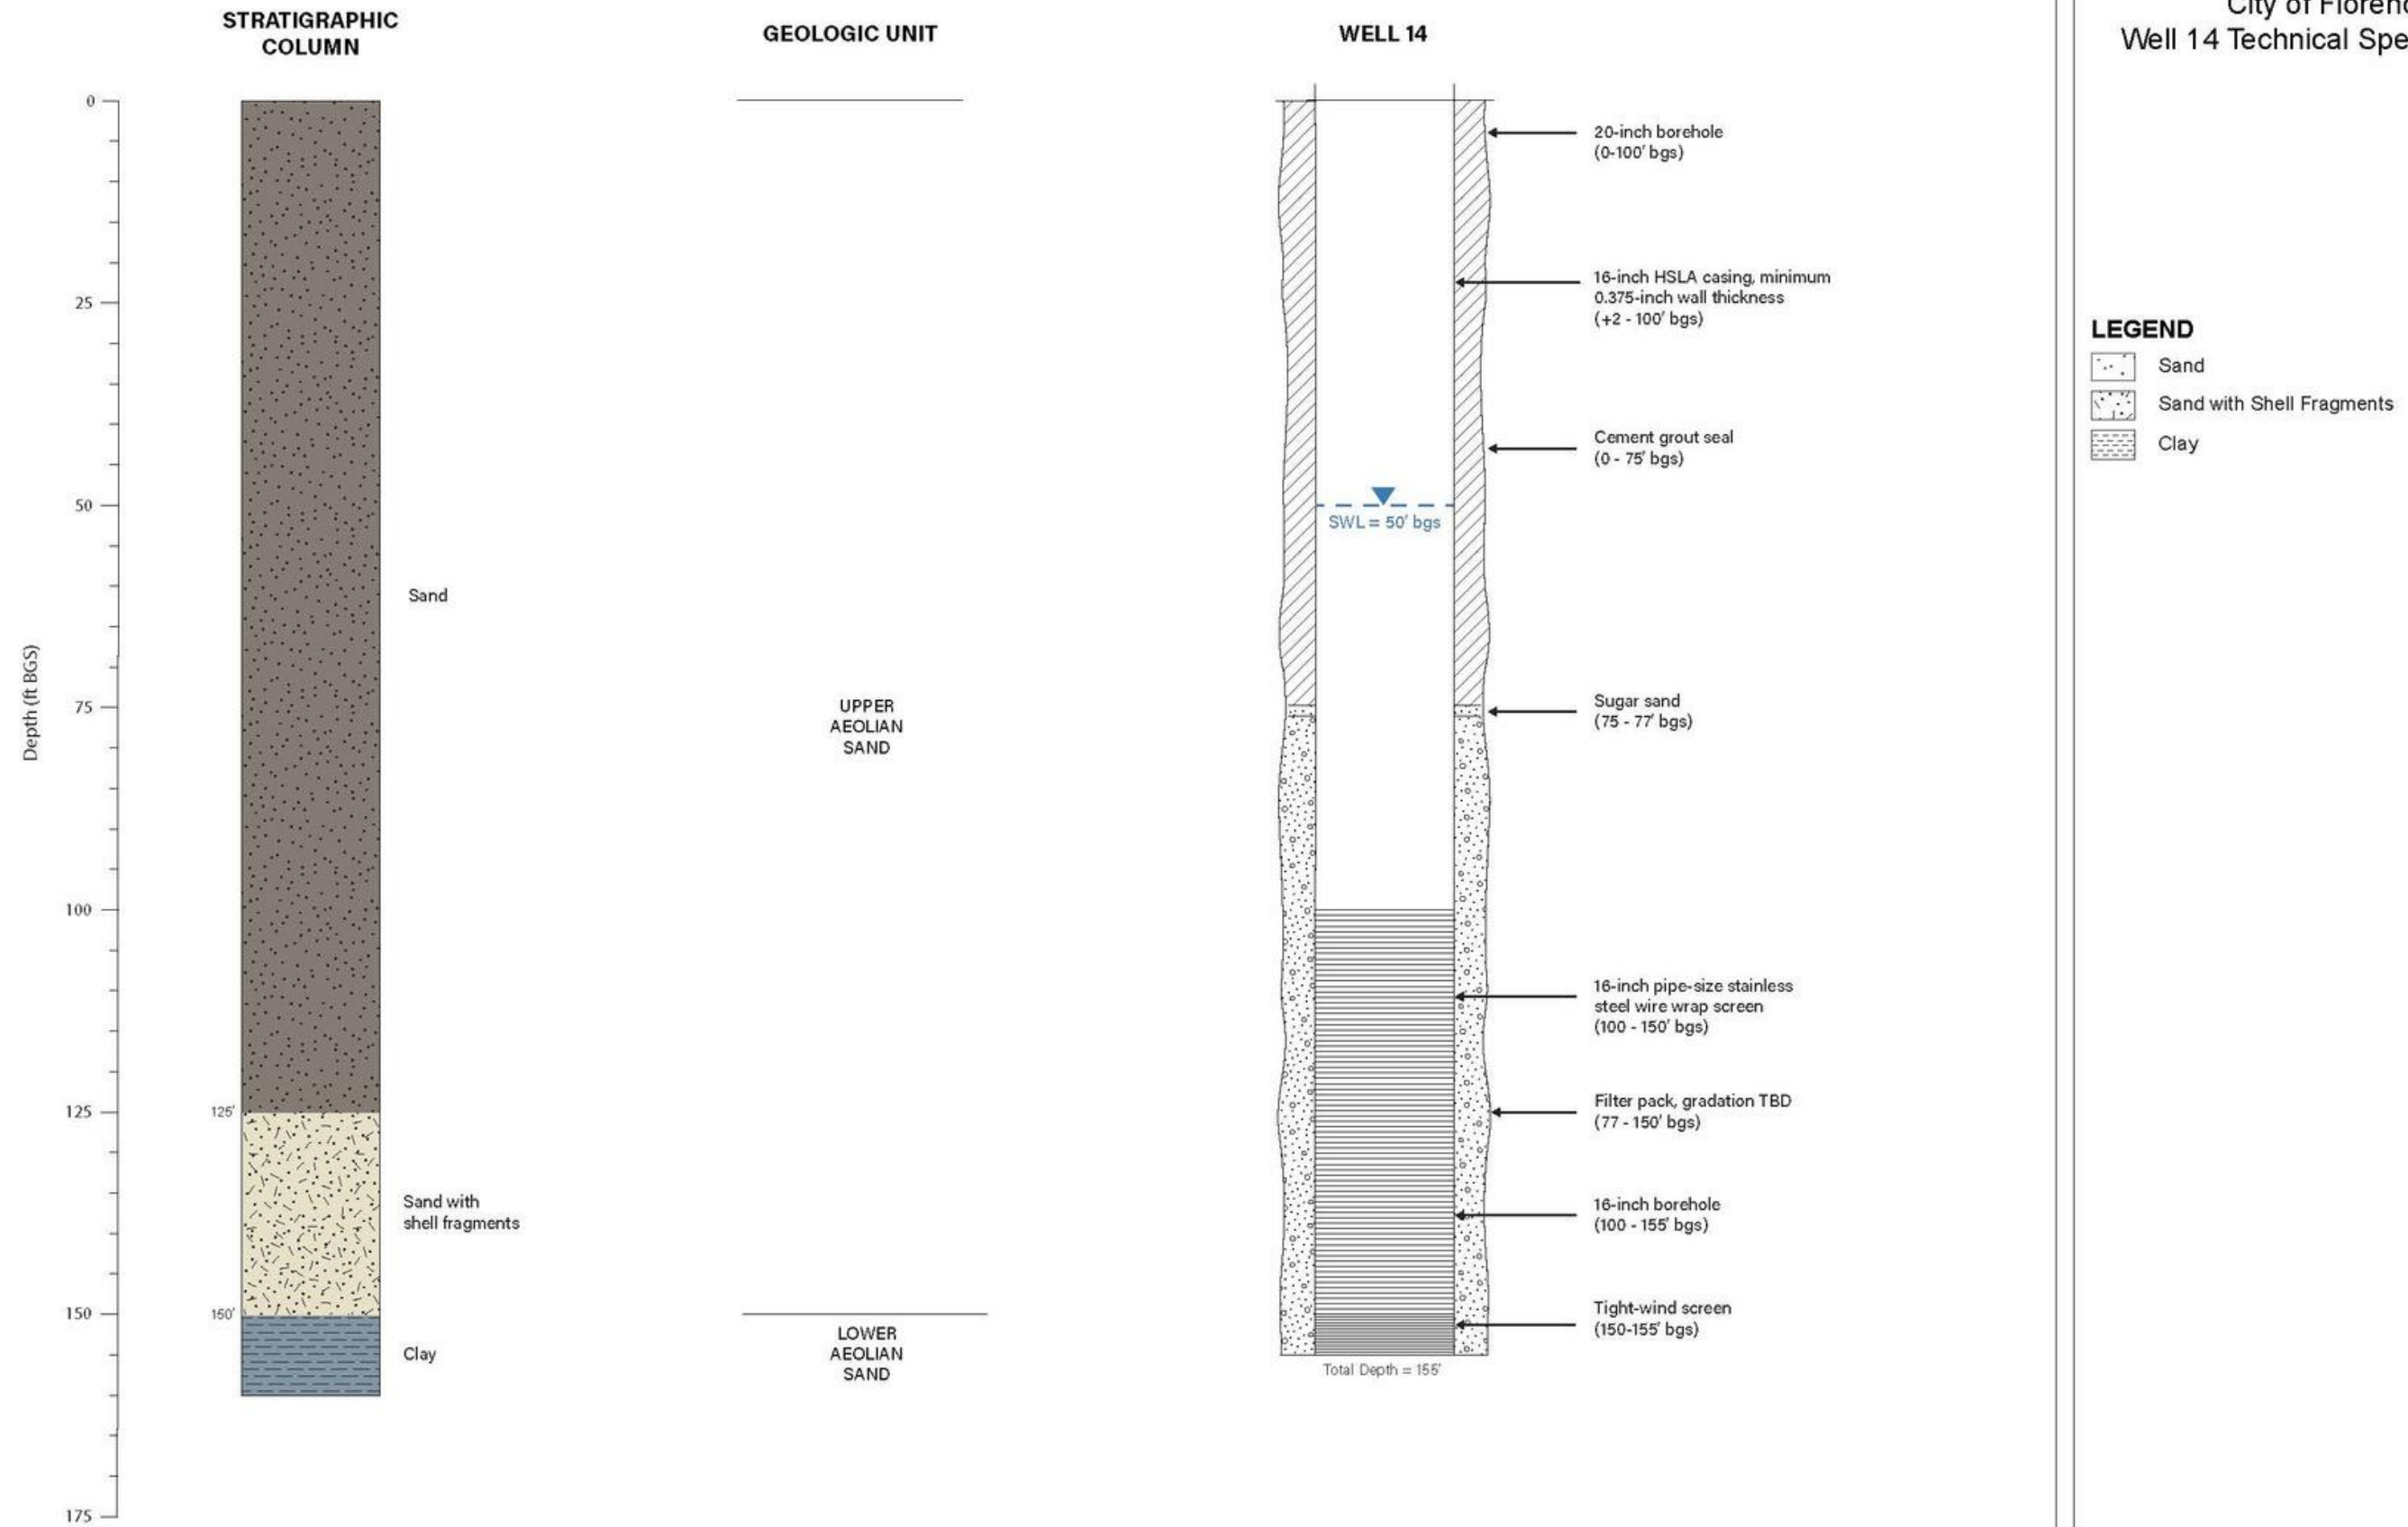 STRATIGRAPHIC
COLUMN
GEOLOGIC UNIT
WELL 14
0
25
50
75
100
125
150
175
Depth (ft BGS)
125'
150'
Sand
Sand with
shell fragments
Clay
UPPER
AEOLIAN
SAND
LOWER
AEOLIAN
SAND
SWL = 50' bgs
Total Depth = 155'
20-inch borehole
(0-100' bgs)
16-inch HSLA casing, minimum
0.375-inch wall thickness
(+2 - 100' bgs)
Cement grout seal
(0 - 75' bgs)
Sugar sand
(75 - 77' bgs)
16-inch pipe-size stainless
steel wire wrap screen
(100 - 150' bgs)
Filter pack, gradation TBD
(77 - 150' bgs)
16-inch borehole
(100 - 155' bgs)
Tight-wind screen
(150-155' bgs)
City of Floren
Well 14 Technical Spe
LEGEND
Sand
Sand with Shell Fragments
Clay